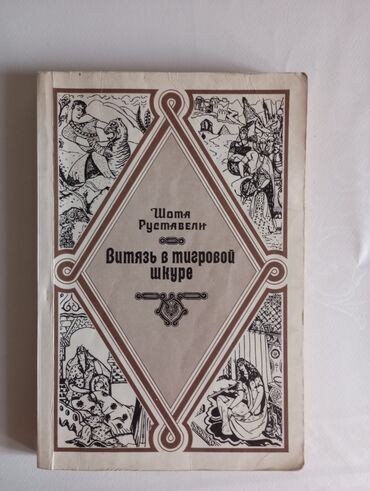 Шота
Руставели
Витязь в тигровой
шкуре